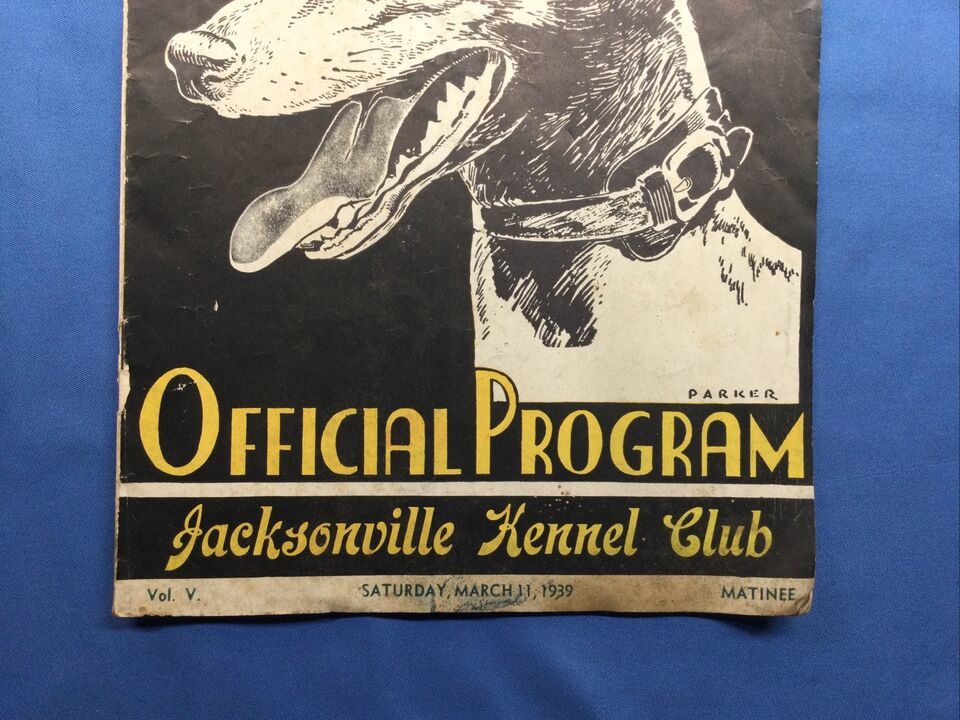 PARKER
OFFICIAL PROGRAM
Jacksonville Kennel Club
Vol. V. SATURDAY, MARCH 11, 1939 MATINEE